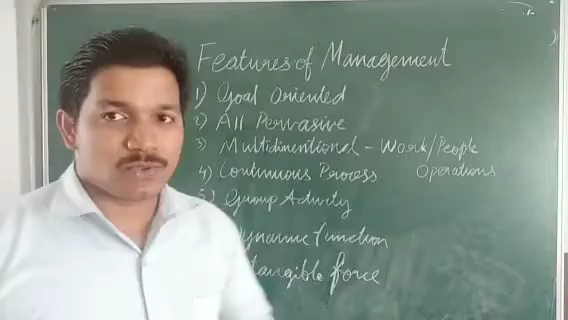 Features of Management
1) Goal Oriented
2) All Pervasive
3) Multidimentional - Work/People
4) Continuous Process Operations
5) Group Activity
ynamic function
tangible force